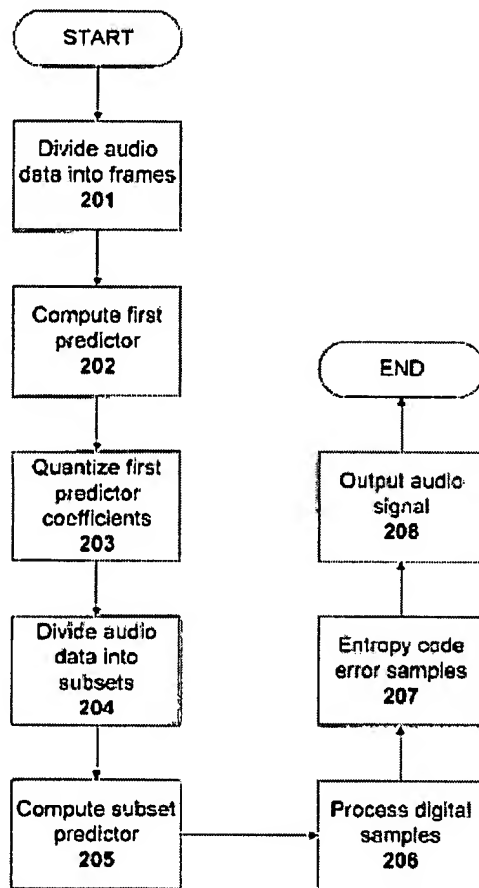 START
Divide audio
data into frames
201
Compute first
predictor
202
Quantize first
predictor
coefficients
203
Divide audio
data into
subsets
204
Compute subset
predictor
205
Process digital
samples
206
Entropy code
error samples
207
Output audio
signal
208
END